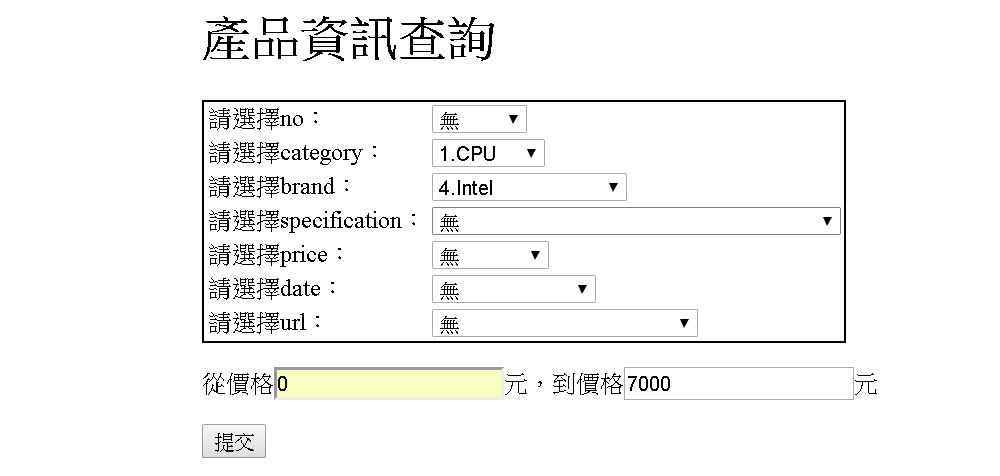 產品資訊查詢
請選擇no： 無
請選擇category： 1.CPU
請選擇brand： 4.Intel
請選擇specification： 無
請選擇price： 無
請選擇date： 無
請選擇url： 無
從價格0元，到價格7000元
提交